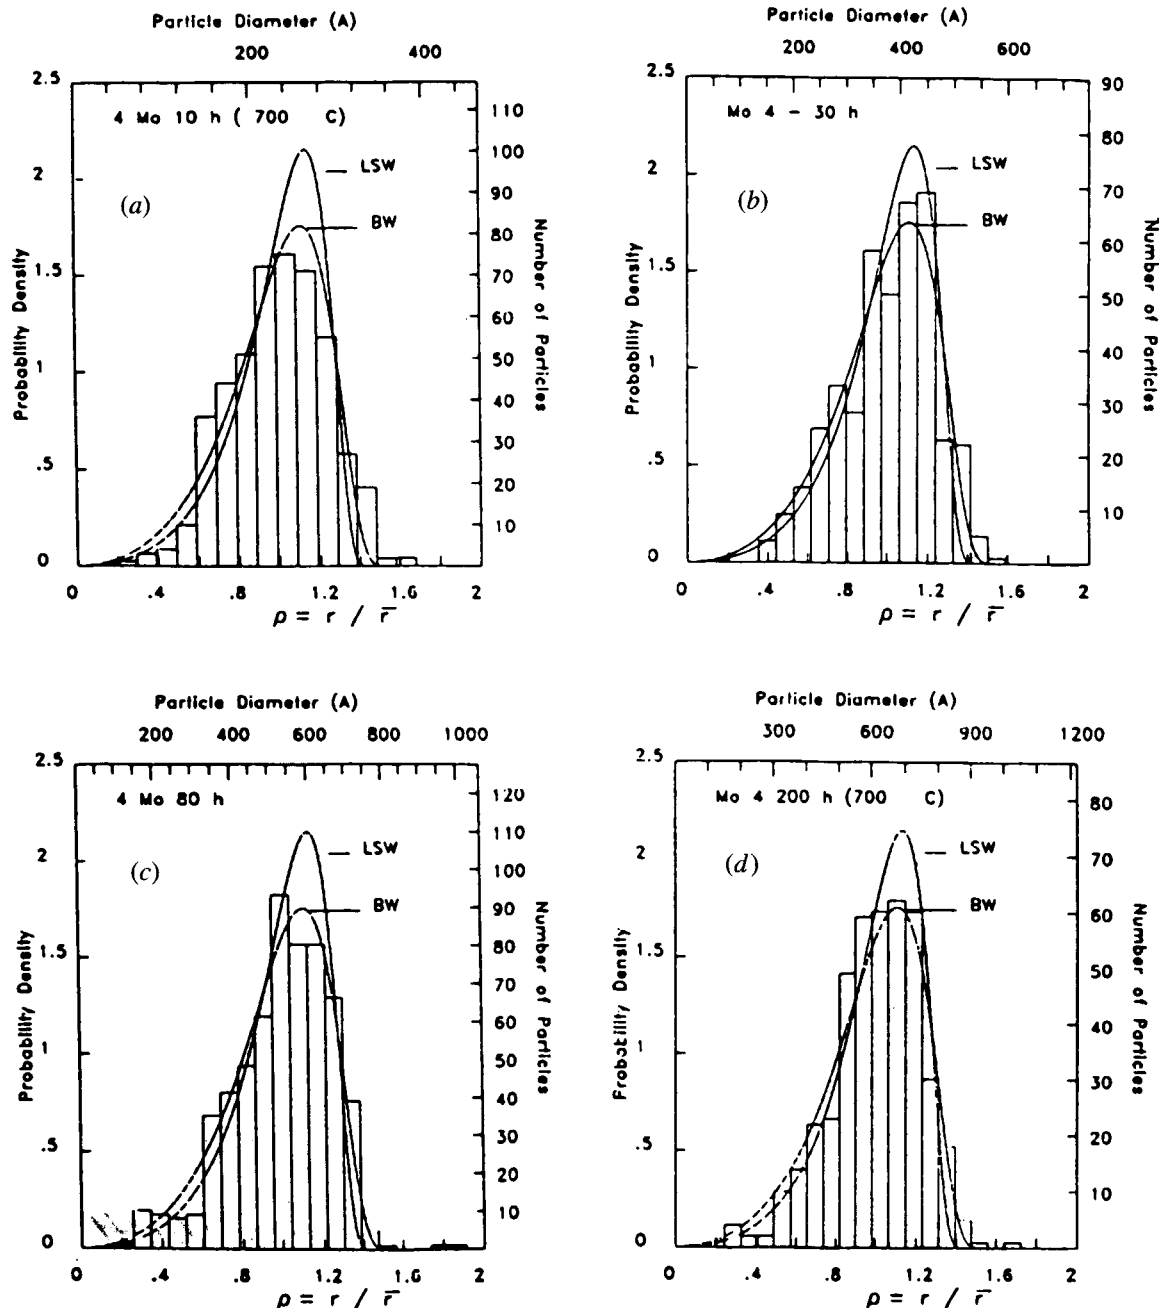 Particle Diameter (A)
200 400
2.5
4 Mo 10 h ( 700 C)
(a)
LSW
BW
2
1.5
1
.5
0
Probability Density
110
100
90
80
70
60
50
40
30
20
10
Number of Particles
0 .4 .8 1.2 1.6 2
ρ = r / r̄
Particle Diameter (A)
200 400 600
2.5
Mo 4 - 30 h
(b)
LSW
BW
2
1.5
1
.5
0
Probability Density
90
80
70
60
50
40
30
20
10
Number of Particles
0 .4 .8 1.2 1.6 2
ρ = r / r̄
Particle Diameter (A)
200 400 600 800 1000
2.5
4 Mo 80 h
(c)
LSW
BW
2
1.5
1
.5
0
Probability Density
120
110
100
90
80
70
60
50
40
30
20
10
Number of Particles
0 .4 .8 1.2 1.6 2
ρ = r / r̄
Particle Diameter (A)
300 600 900 1200
2.5
Mo 4 200 h (700 C)
(d)
LSW
BW
2
1.5
1
.5
0
Probability Density
80
70
60
50
40
30
20
10
Number of Particles
0 .4 .8 1.2 1.6 2
ρ = r / r̄